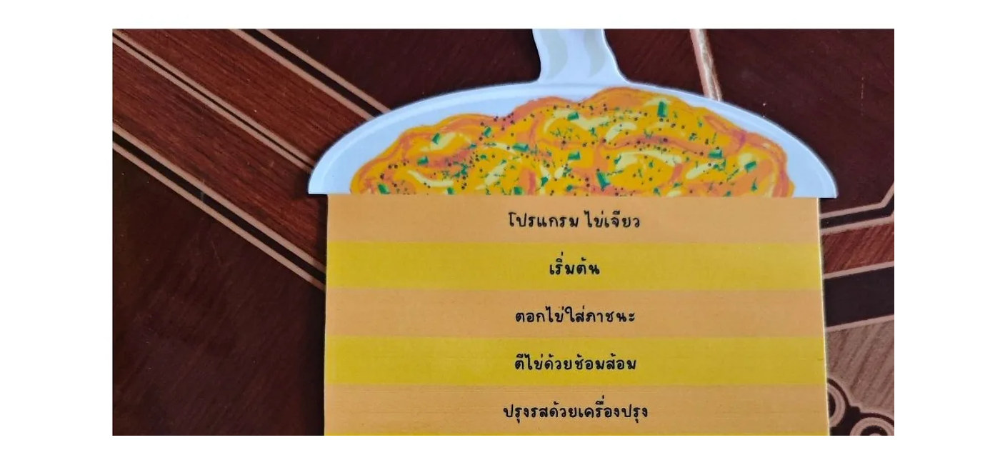 โปรแกรม ไข่เจียว
เริ่มต้น
ตอกไข่ใส่ภาชนะ
ตีไข่ด้วยช้อมส้อม
ปรุงรสด้วยเครื่องปรุง